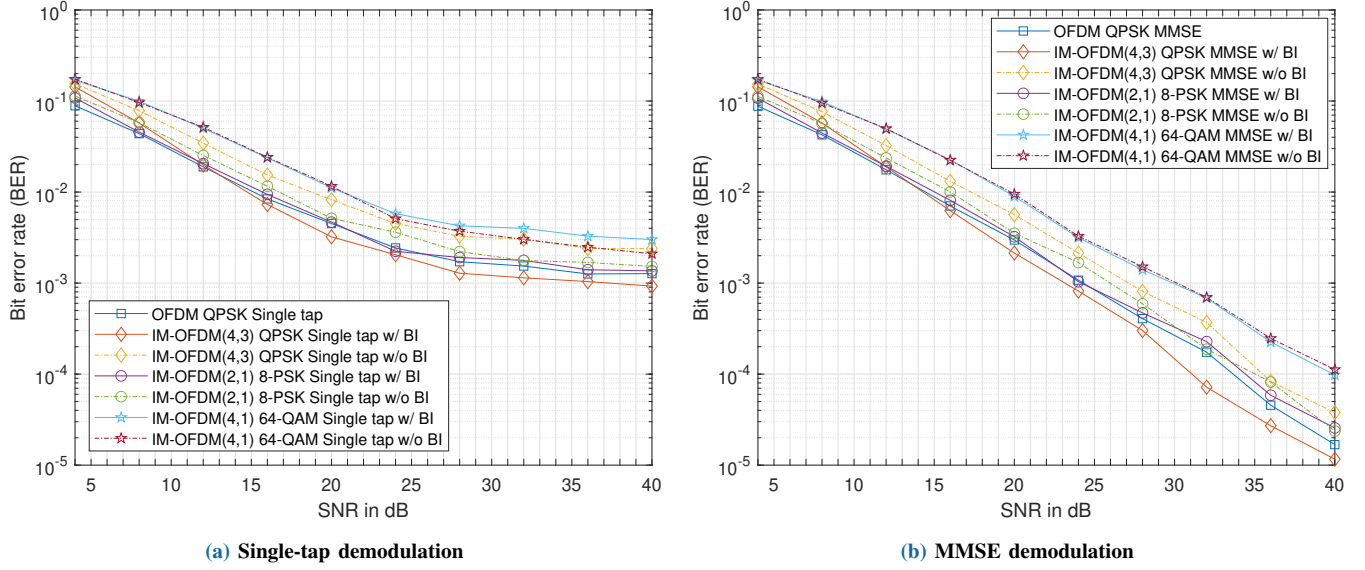 10^0
10^-1
10^-2
10^-3
10^-4
10^-5
Bit error rate (BER)
OFDM QPSK Single tap
IM-OFDM(4,3) QPSK Single tap w/ BI
IM-OFDM(4,3) QPSK Single tap w/o BI
IM-OFDM(2,1) 8-PSK Single tap w/ BI
IM-OFDM(2,1) 8-PSK Single tap w/o BI
IM-OFDM(4,1) 64-QAM Single tap w/ BI
IM-OFDM(4,1) 64-QAM Single tap w/o BI
5 10 15 20 25 30 35 40
SNR in dB
(a) Single-tap demodulation
10^0
10^-1
10^-2
10^-3
10^-4
10^-5
Bit error rate (BER)
OFDM QPSK MMSE
IM-OFDM(4,3) QPSK MMSE w/ BI
IM-OFDM(4,3) QPSK MMSE w/o BI
IM-OFDM(2,1) 8-PSK MMSE w/ BI
IM-OFDM(2,1) 8-PSK MMSE w/o BI
IM-OFDM(4,1) 64-QAM MMSE w/ BI
IM-OFDM(4,1) 64-QAM MMSE w/o BI
5 10 15 20 25 30 35 40
SNR in dB
(b) MMSE demodulation